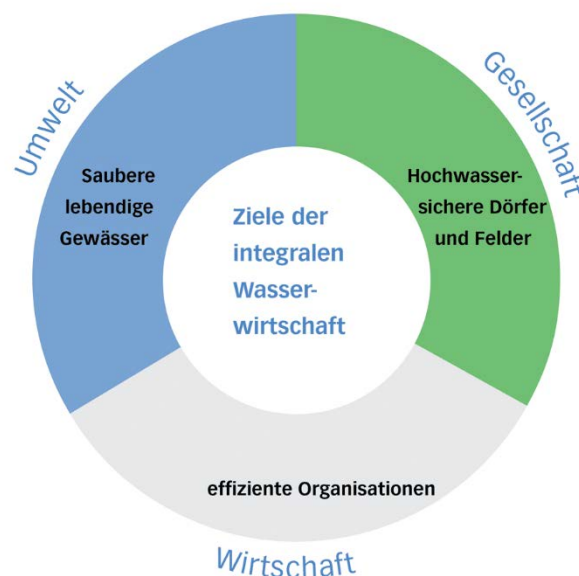 Umwelt
Gesellschaft
Saubere
lebendige
Gewässer
Hochwasser-
sichere Dörfer
und Felder
Ziele der
integralen
Wasser-
wirtschaft
effiziente Organisationen
Wirtschaft